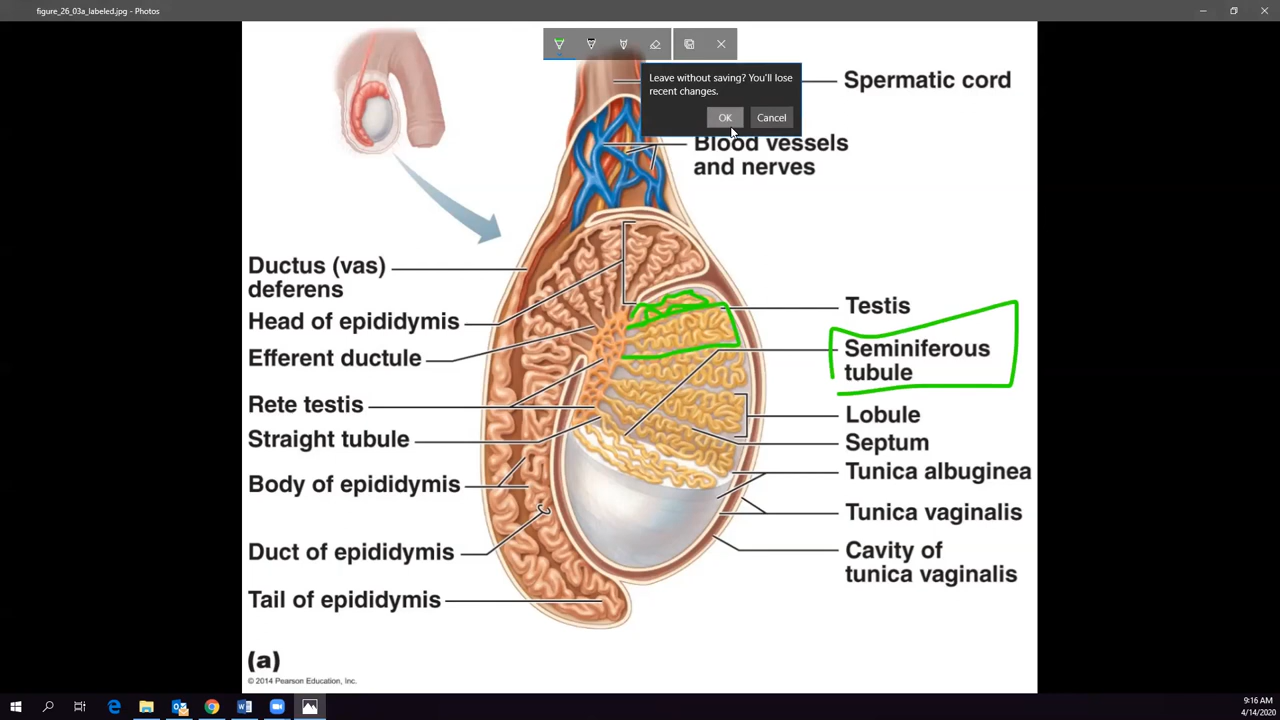 figure_26_03a_labeled.jpg - Photos
Leave without saving? You'll lose
recent changes.
OK
Cancel
Spermatic cord
Blood vessels
and nerves
Ductus (vas)
deferens
Head of epididymis
Efferent ductule
Rete testis
Straight tubule
Body of epididymis
Duct of epididymis
Tail of epididymis
Testis
Seminiferous
tubule
Lobule
Septum
Tunica albuginea
Tunica vaginalis
Cavity of
tunica vaginalis
(a)
© 2014 Pearson Education, Inc.
9:16 AM
4/14/2020